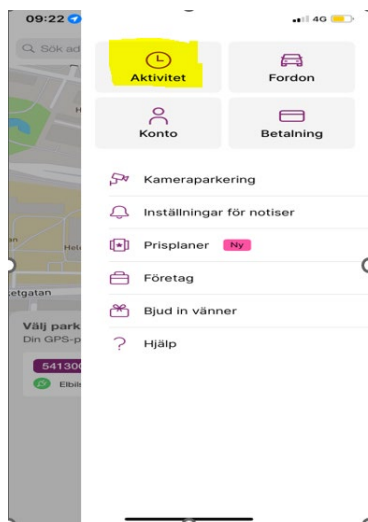 09:22
4G
Sök ad
Aktivitet
Fordon
Konto
Betalning
Kameraparkering
Inställningar för notiser
Prisplaner Ny
Företag
Bjud in vänner
Hjälp
Hele
etgatan
Välj park
Din GPS-p
541300
Elbil